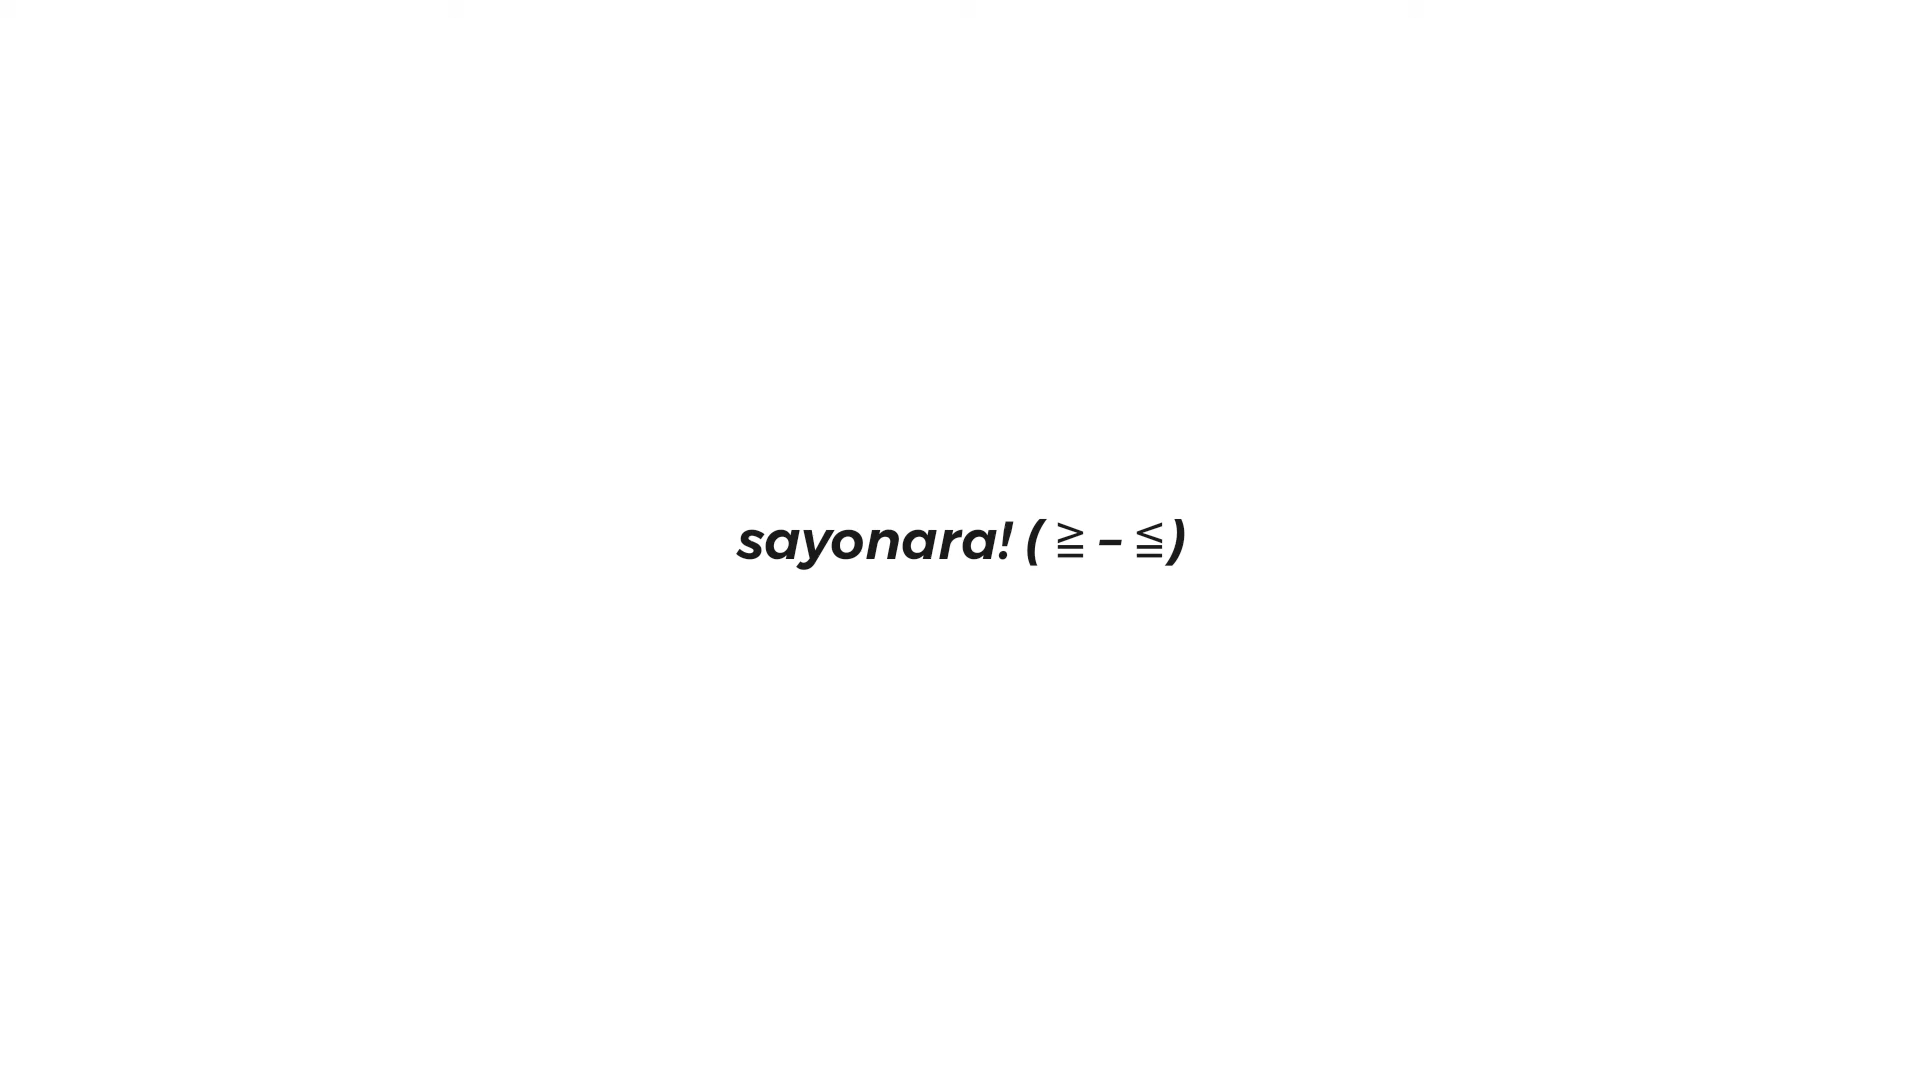 sayonara! ( ≧ – ≦)